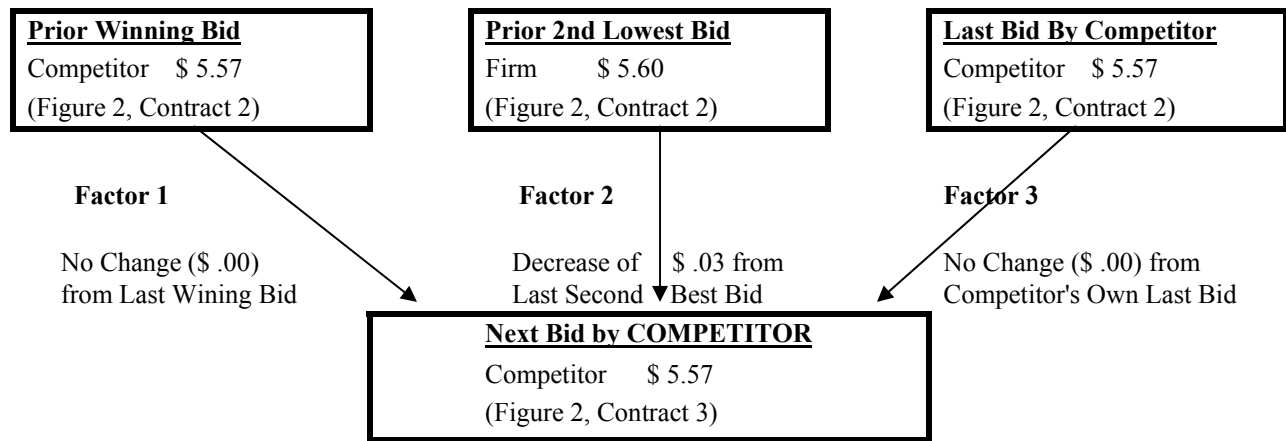 Prior Winning Bid
Competitor $ 5.57
(Figure 2, Contract 2)
Prior 2nd Lowest Bid
Firm $ 5.60
(Figure 2, Contract 2)
Last Bid By Competitor
Competitor $ 5.57
(Figure 2, Contract 2)
Factor 1
No Change ($ .00)
from Last Wining Bid
Factor 2
Decrease of $ .03 from
Last Second Best Bid
Factor 3
No Change ($ .00) from
Competitor's Own Last Bid
Next Bid by COMPETITOR
Competitor $ 5.57
(Figure 2, Contract 3)